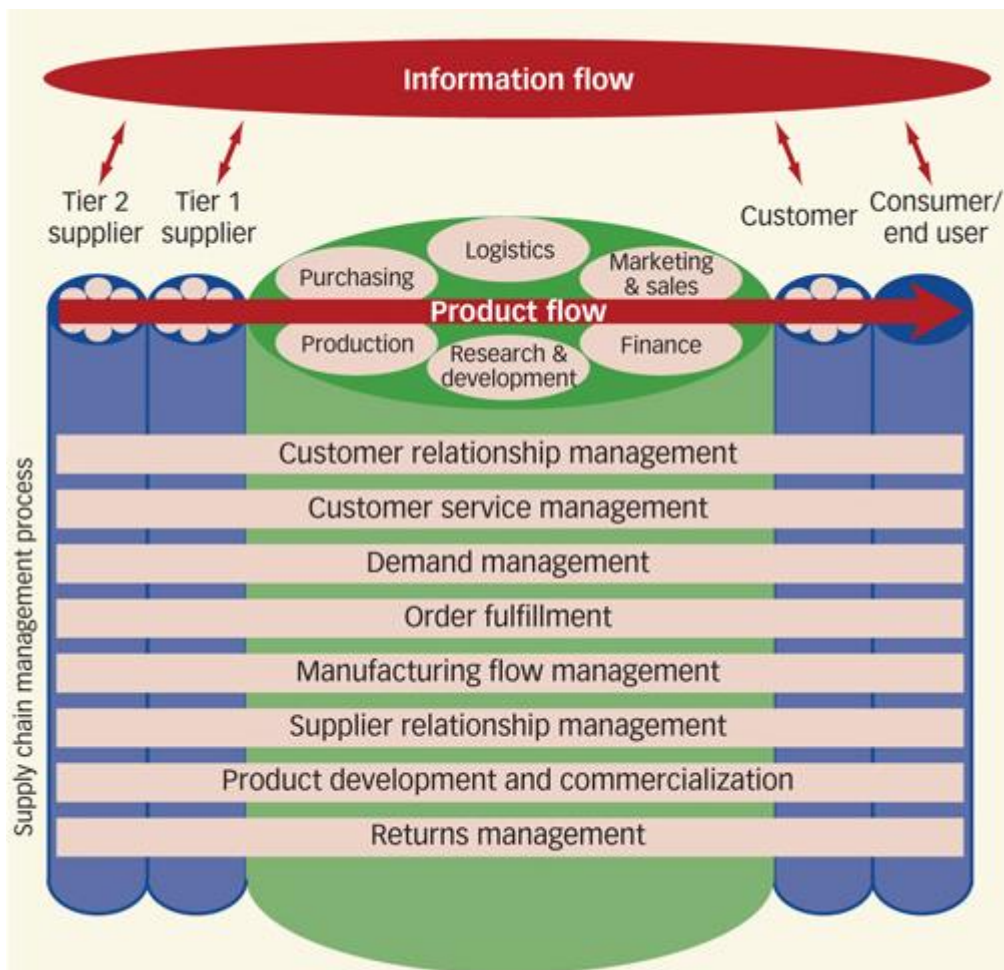 Information flow
Tier 2
supplier
Tier 1
supplier
Customer
Consumer/
end user
Logistics
Purchasing
Marketing
& sales
Product flow
Production
Research &
development
Finance
Supply chain management process
Customer relationship management
Customer service management
Demand management
Order fulfillment
Manufacturing flow management
Supplier relationship management
Product development and commercialization
Returns management